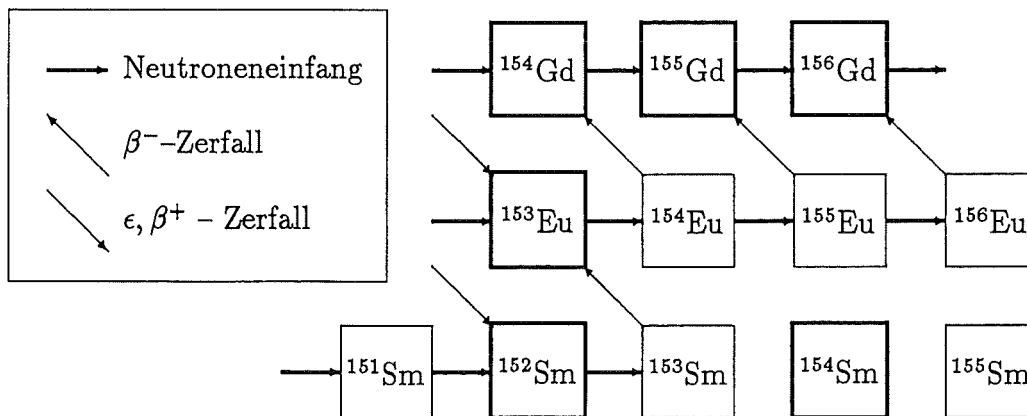 Neutroneneinfang
β⁻–Zerfall
ϵ, β⁺ – Zerfall
¹⁵⁴Gd ¹⁵⁵Gd ¹⁵⁶Gd
¹⁵³Eu ¹⁵⁴Eu ¹⁵⁵Eu ¹⁵⁶Eu
¹⁵¹Sm ¹⁵²Sm ¹⁵³Sm ¹⁵⁴Sm ¹⁵⁵Sm